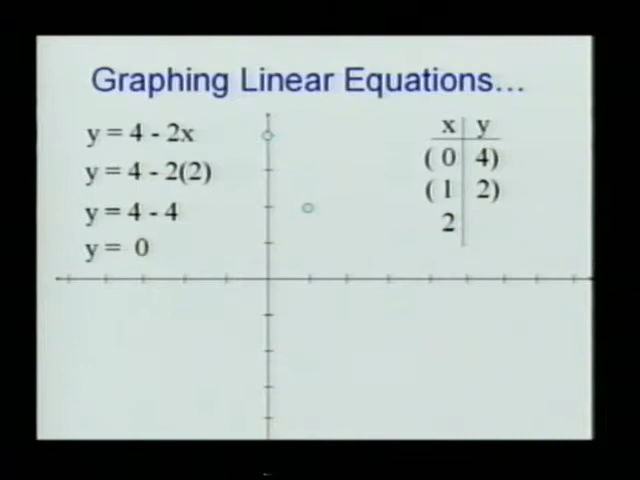 Graphing Linear Equations...
y = 4 - 2x
y = 4 - 2(2)
y = 4 - 4
y = 0
x y
( 0 4)
( 1 2)
2